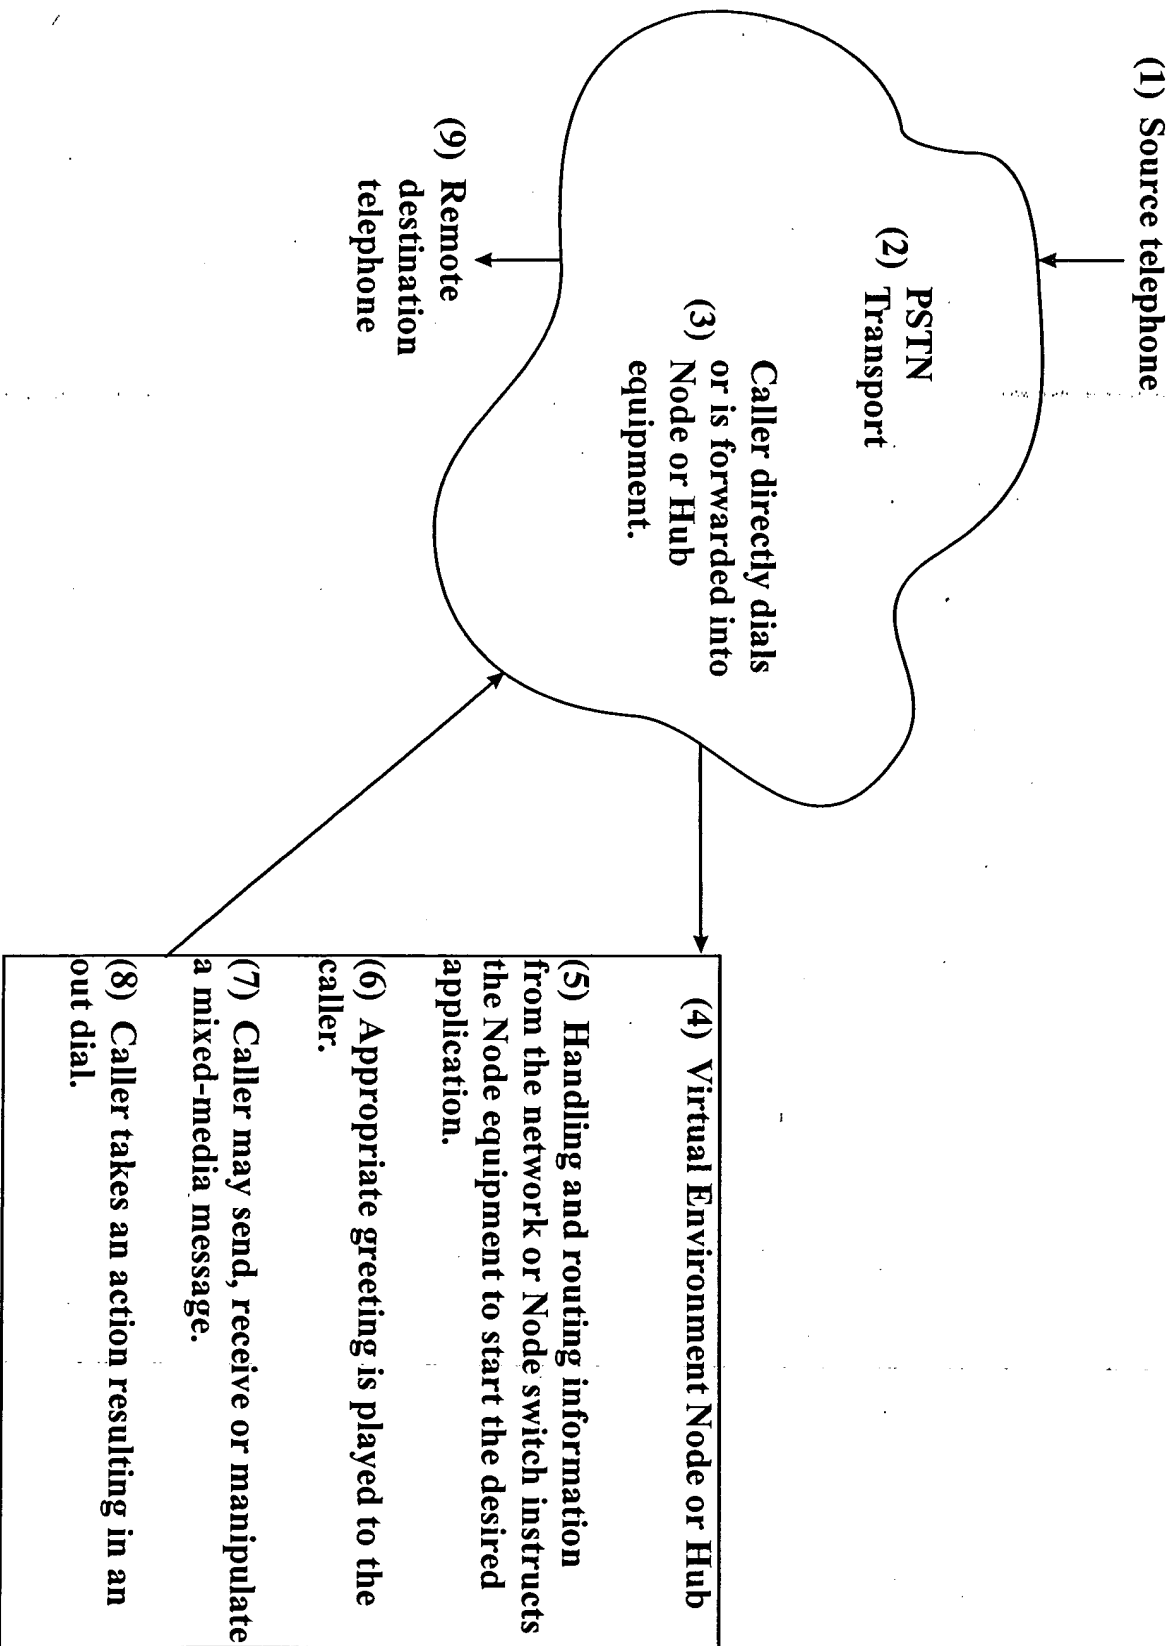 (1) Source telephone
(2) PSTN
Transport
Caller directly dials
(3) or is forwarded into
Node or Hub
equipment.
(9) Remote
destination
telephone
(4) Virtual Environment Node or Hub
(5) Handling and routing information
from the network or Node switch instructs
the Node equipment to start the desired
application.
(6) Appropriate greeting is played to the
caller.
(7) Caller may send, receive or manipulate
a mixed-media message.
(8) Caller takes an action resulting in an
out dial.